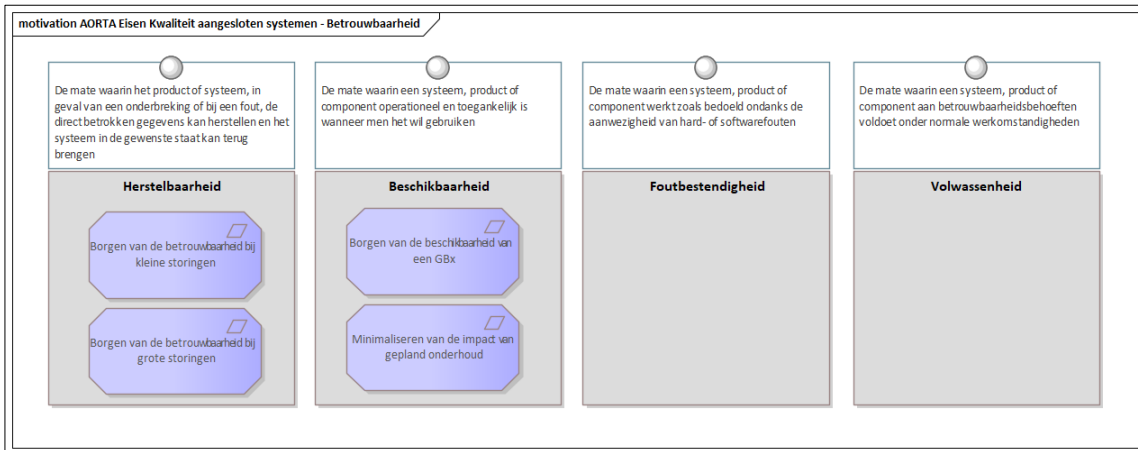 motivation AORTA Eisen Kwaliteit aangesloten systemen - Betrouwbaarheid
De mate waarin het product of systeem, in
geval van een onderbreking of bij een fout, de
direct betrokken gegevens kan herstellen en het
systeem in de gewenste staat kan terug
brengen
Herstelbaarheid
Borgen van de betrouwbaarheid bij
kleine storingen
Borgen van de betrouwbaarheid bij
grote storingen
De mate waarin een systeem, product of
component operationeel en toegankelijk is
wanneer men het wil gebruiken
Beschikbaarheid
Borgen van de beschikbaarheid van
een GBx
Minimaliseren van de impact van
gepland onderhoud
De mate waarin een systeem, product of
component werkt zoals bedoeld ondanks de
aanwezigheid van hard- of softwarefouten
Foutbestendigheid
De mate waarin een systeem, product of
component aan betrouwbaarheidsbehoeften
voldoet onder normale werkomstandigheden
Volwassenheid